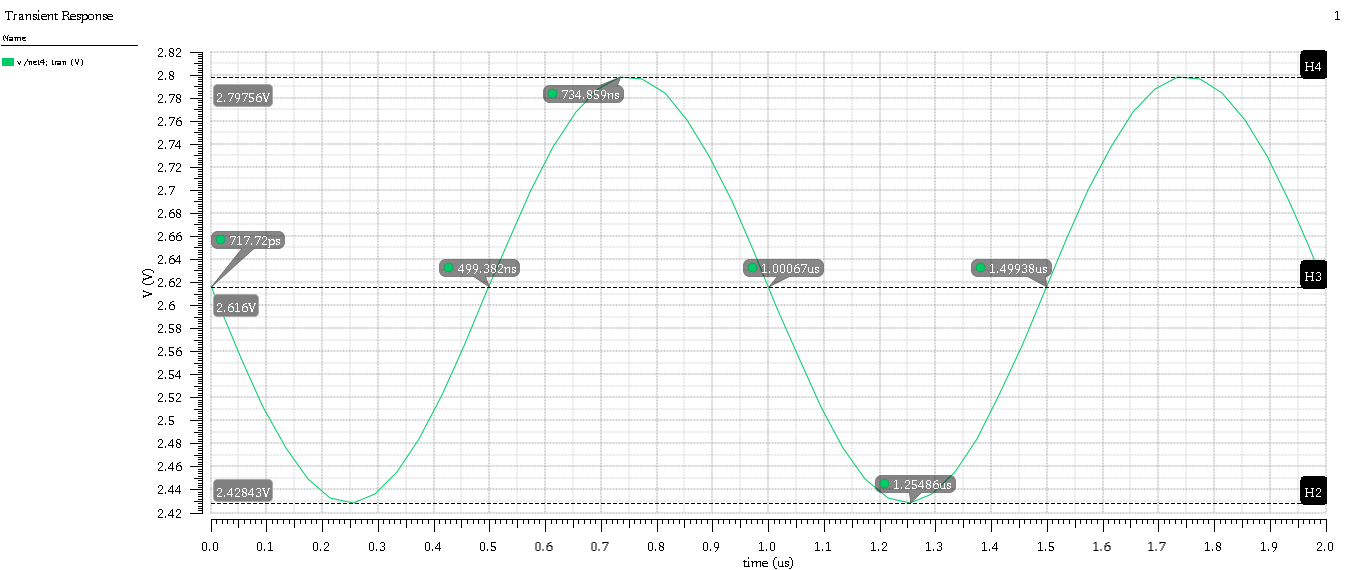 Transient Response
1
Name
v /net4; tran (V)
2.82
2.8
2.78
2.76
2.74
2.72
2.7
2.68
2.66
2.64
2.62
2.6
2.58
2.56
2.54
2.52
2.5
2.48
2.46
2.44
2.42
V (V)
H4
2.79756V
734.859ns
717.72ps
499.382ns
1.00067us
1.49938us
H3
2.616V
1.25486us
2.42843V
H2
0.0 0.1 0.2 0.3 0.4 0.5 0.6 0.7 0.8 0.9 1.0 1.1 1.2 1.3 1.4 1.5 1.6 1.7 1.8 1.9 2.0
time (us)